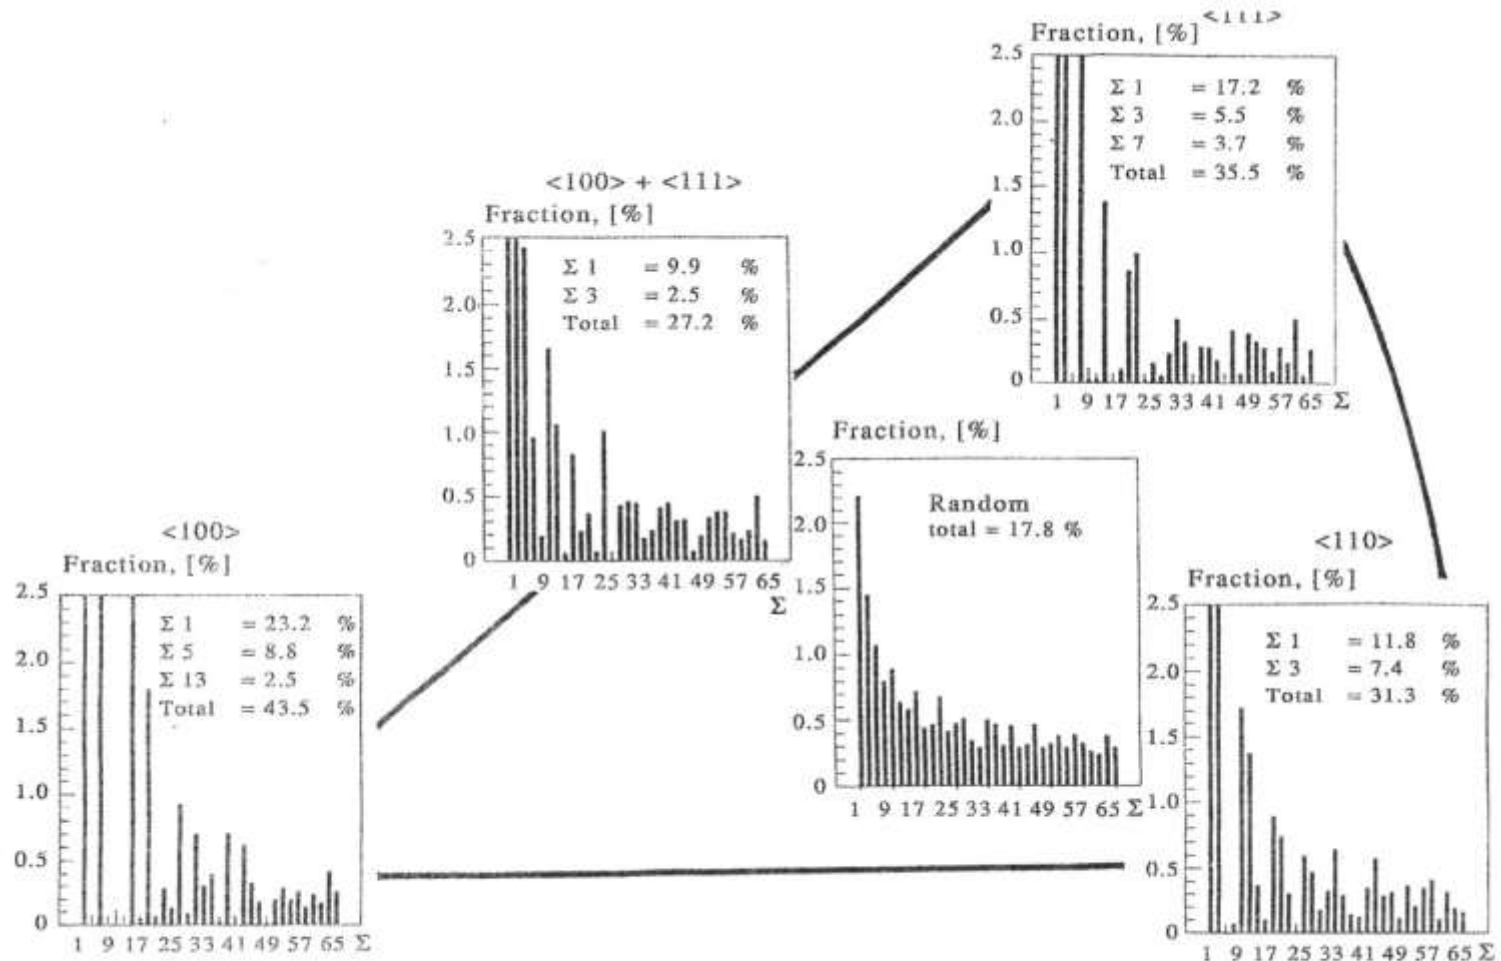 <111>
Fraction, [%]
2.5
2.0
1.5
1.0
0.5
0
Σ 1 = 17.2 %
Σ 3 = 5.5 %
Σ 7 = 3.7 %
Total = 35.5 %
1 9 17 25 33 41 49 57 65 Σ
<100> + <111>
Fraction, [%]
2.5
2.0
1.5
1.0
0.5
0
Σ 1 = 9.9 %
Σ 3 = 2.5 %
Total = 27.2 %
1 9 17 25 33 41 49 57 65
Σ
Fraction, [%]
2.5
2.0
1.5
1.0
0.5
0
Random
total = 17.8 %
1 9 17 25 33 41 49 57 65 Σ
<100>
Fraction, [%]
2.5
2.0
1.5
1.0
0.5
0
Σ 1 = 23.2 %
Σ 5 = 8.8 %
Σ 13 = 2.5 %
Total = 43.5 %
1 9 17 25 33 41 49 57 65 Σ
<110>
Fraction, [%]
2.5
2.0
1.5
1.0
0.5
0
Σ 1 = 11.8 %
Σ 3 = 7.4 %
Total = 31.3 %
1 9 17 25 33 41 49 57 65 Σ